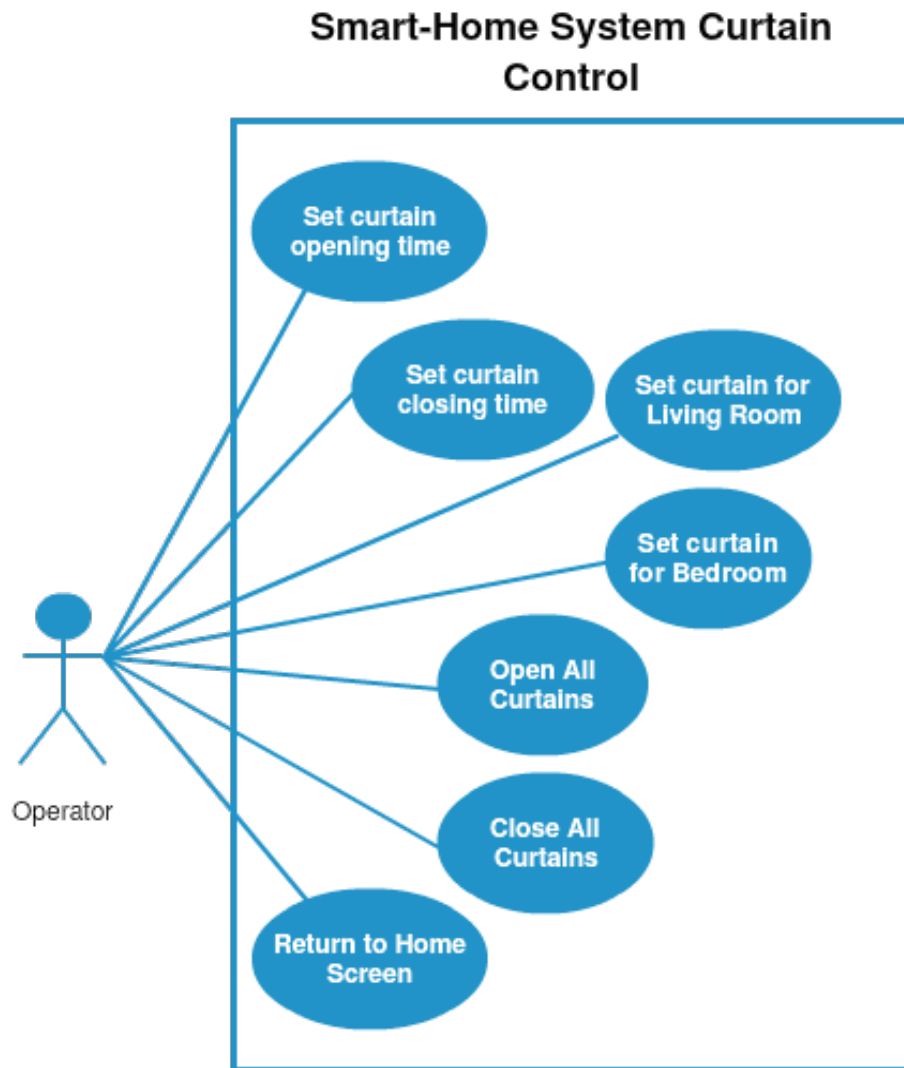 Smart-Home System Curtain
Control
Set curtain
opening time
Set curtain
closing time
Set curtain for
Living Room
Set curtain
for Bedroom
Open All
Curtains
Operator
Close All
Curtains
Return to Home
Screen